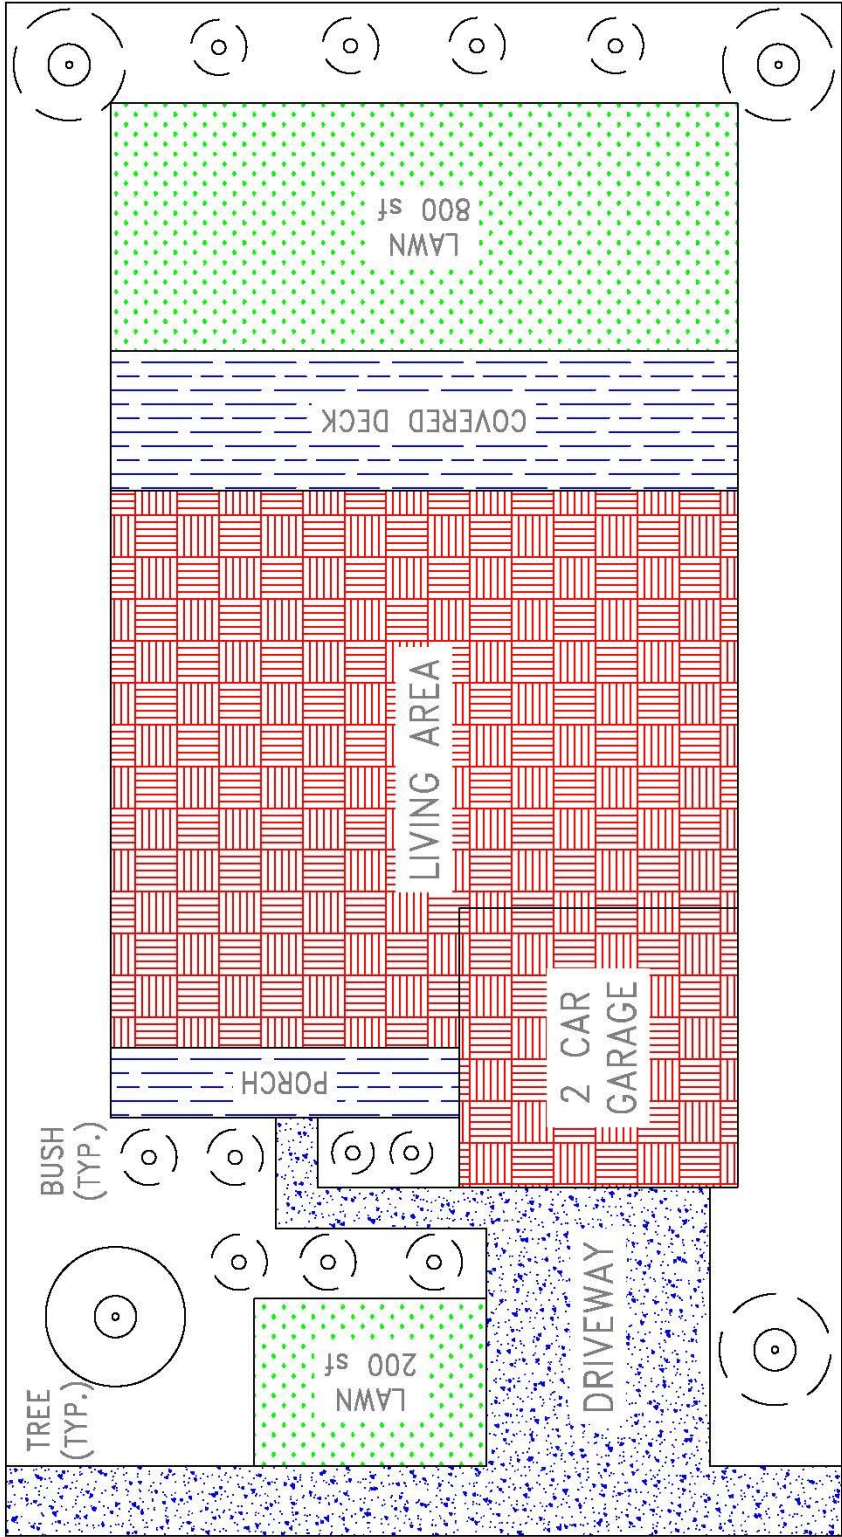 LAWN
800 sf
COVERED DECK
LIVING AREA
2 CAR
GARAGE
PORCH
BUSH
(TYP.)
TREE
(TYP.)
LAWN
200 sf
DRIVEWAY